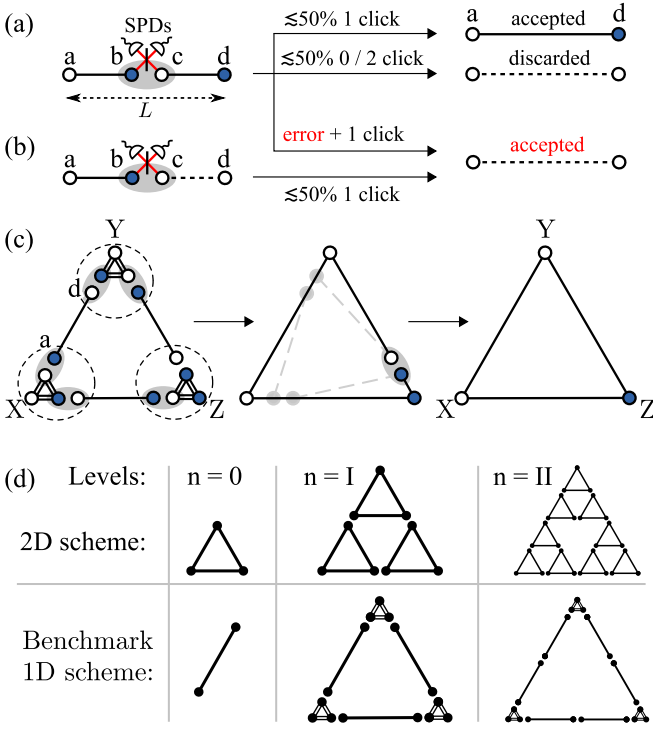 (a)
SPDs
a b c d
L
≲50% 1 click
≲50% 0 / 2 click
error + 1 click
a accepted d
discarded
accepted
(b)
a b c d
≲50% 1 click
(c)
Y
d
a
X Z
Y
X Z
(d)
Levels: n = 0 n = I n = II
2D scheme:
Benchmark
1D scheme: